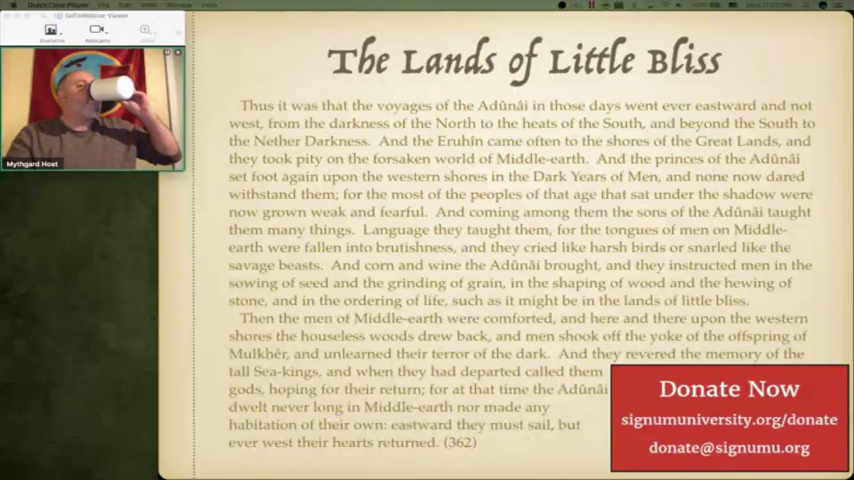 GoToWebinar Viewer
Everyone
Mythgard Host
The Lands of Little Bliss
Thus it was that the voyages of the Adûnâi in those days went ever eastward and not
west, from the darkness of the North to the heats of the South, and beyond the South to
the Nether Darkness. And the Eruhîn came often to the shores of the Great Lands, and
they took pity on the forsaken world of Middle-earth. And the princes of the Adûnâi
set foot again upon the western shores in the Dark Years of Men, and none now dared
withstand them; for the most of the peoples of that age that sat under the shadow were
now grown weak and fearful. And coming among them the sons of the Adûnâi taught
them many things. Language they taught them, for the tongues of men on Middle-
earth were fallen into brutishness, and they cried like harsh birds or snarled like the
savage beasts. And corn and wine the Adûnâi brought, and they instructed men in the
sowing of seed and the grinding of grain, in the shaping of wood and the hewing of
stone, and in the ordering of life, such as it might be in the lands of little bliss.
Then the men of Middle-earth were comforted, and here and there upon the western
shores the houseless woods drew back, and men shook off the yoke of the offspring of
Mulkhêr, and unlearned their terror of the dark. And they revered the memory of the
tall Sea-kings, and when they had departed called them
gods, hoping for their return; for at that time the Adûnâi
dwelt never long in Middle-earth nor made any
habitation of their own: eastward they must sail, but
ever west their hearts returned. (362)
Donate Now
signumuniversity.org/donate
donate@signumu.org